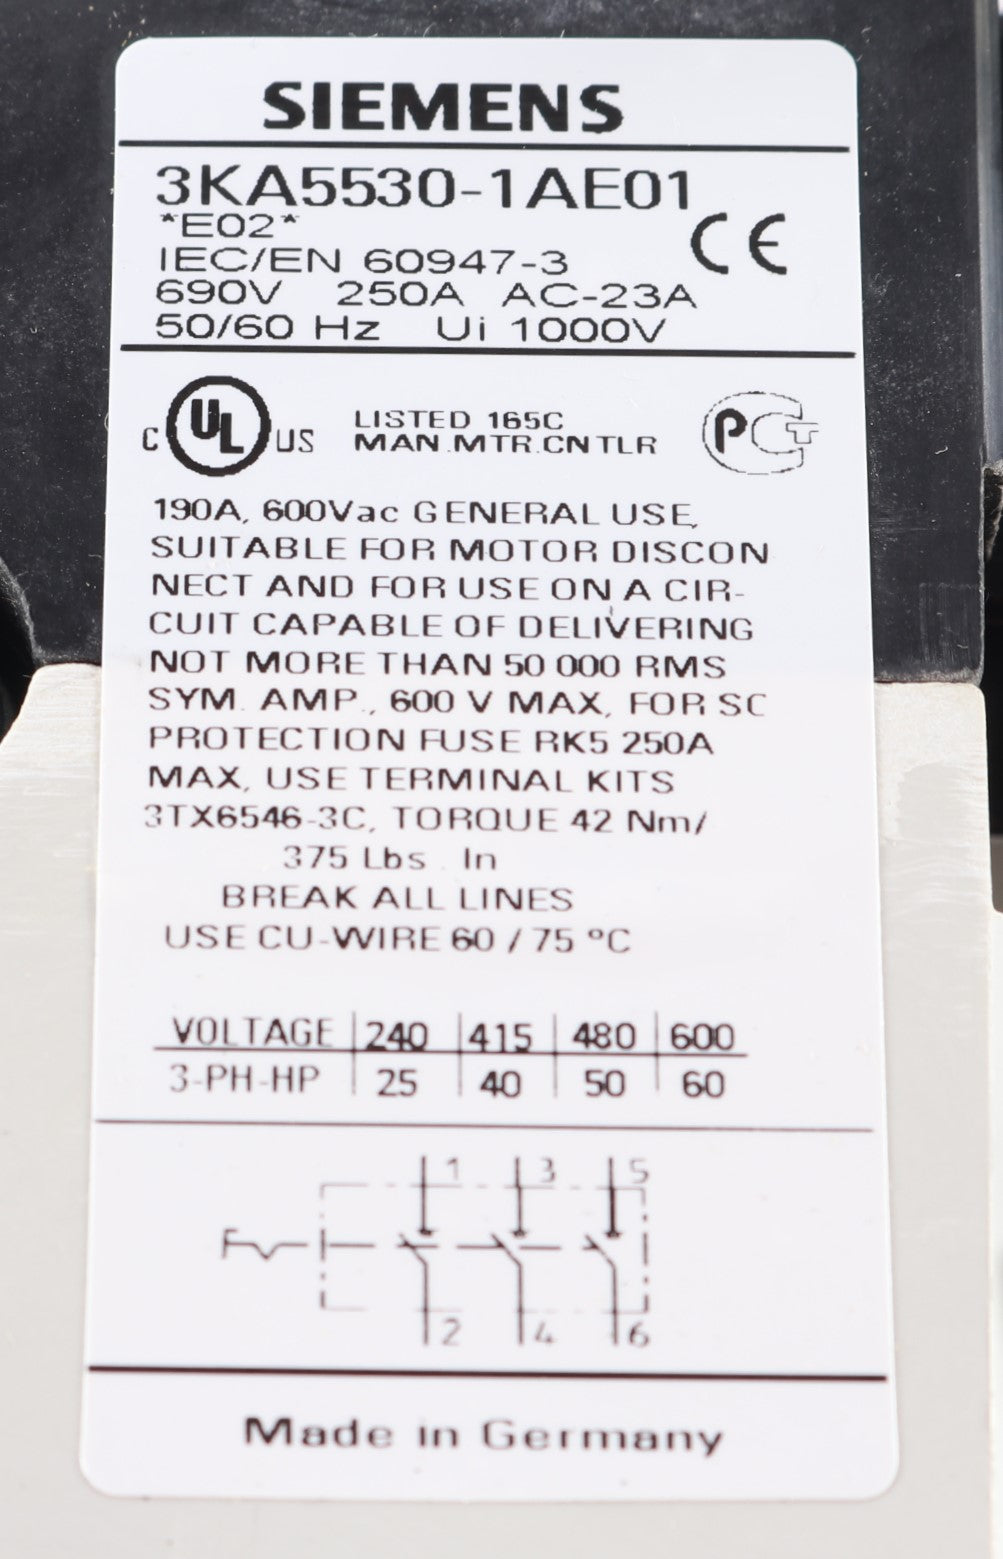 SIEMENS
3KA5530-1AE01
*E02*
CE
IEC/EN 60947-3
690V 250A AC-23A
50/60 Hz Ui 1000V
C UL US LISTED 165C
MAN.MTR.CNTLR
PCT
190A, 600Vac GENERAL USE,
SUITABLE FOR MOTOR DISCON
NECT AND FOR USE ON A CIR-
CUIT CAPABLE OF DELIVERING
NOT MORE THAN 50 000 RMS
SYM. AMP., 600 V MAX, FOR SC
PROTECTION FUSE RK5 250A
MAX, USE TERMINAL KITS
3TX6546-3C, TORQUE 42 Nm/
375 Lbs . In
BREAK ALL LINES
USE CU-WIRE 60 / 75 °C
VOLTAGE 240 415 480 600
3-PH-HP 25 40 50 60
1 3 5
2 4 6
Made in Germany